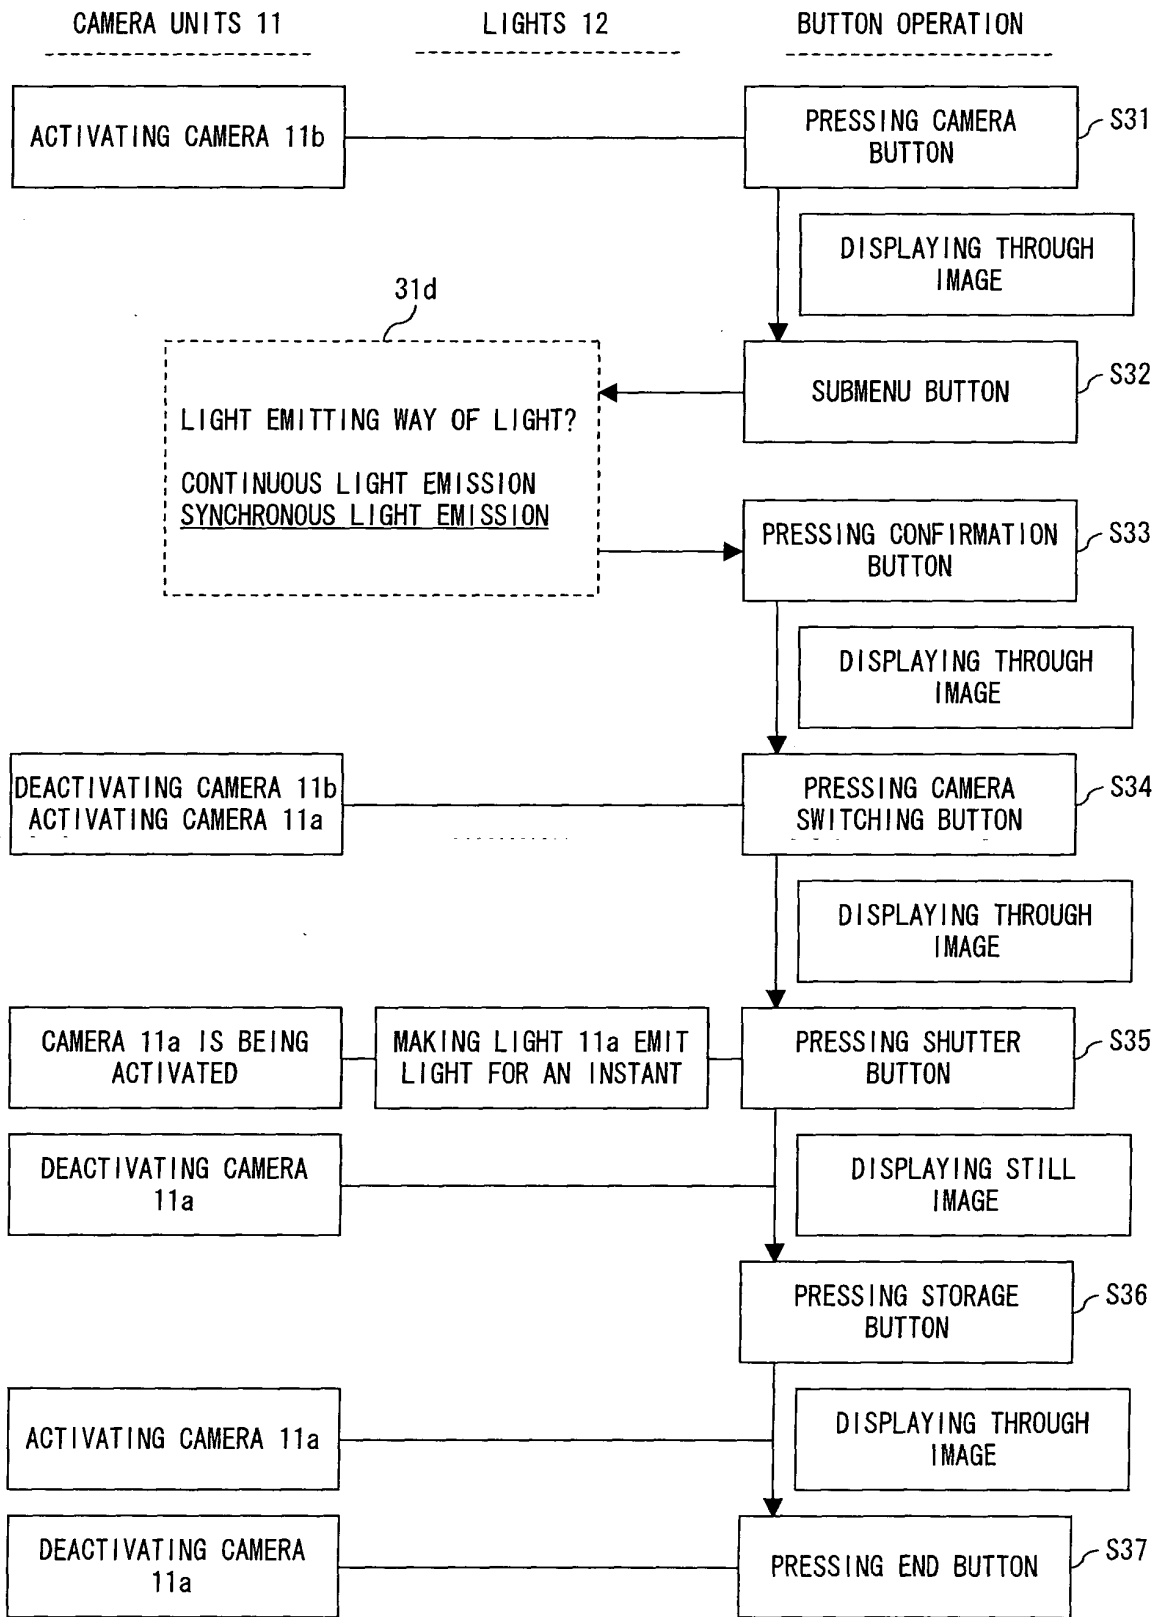 CAMERA UNITS 11
LIGHTS 12
BUTTON OPERATION
ACTIVATING CAMERA 11b
PRESSING CAMERA
BUTTON
S31
DISPLAYING THROUGH
IMAGE
31d
SUBMENU BUTTON
S32
LIGHT EMITTING WAY OF LIGHT?
CONTINUOUS LIGHT EMISSION
SYNCHRONOUS LIGHT EMISSION
PRESSING CONFIRMATION
BUTTON
S33
DISPLAYING THROUGH
IMAGE
DEACTIVATING CAMERA 11b
ACTIVATING CAMERA 11a
PRESSING CAMERA
SWITCHING BUTTON
S34
DISPLAYING THROUGH
IMAGE
CAMERA 11a IS BEING
ACTIVATED
MAKING LIGHT 11a EMIT
LIGHT FOR AN INSTANT
PRESSING SHUTTER
BUTTON
S35
DEACTIVATING CAMERA
11a
DISPLAYING STILL
IMAGE
PRESSING STORAGE
BUTTON
S36
ACTIVATING CAMERA 11a
DISPLAYING THROUGH
IMAGE
DEACTIVATING CAMERA
11a
PRESSING END BUTTON
S37